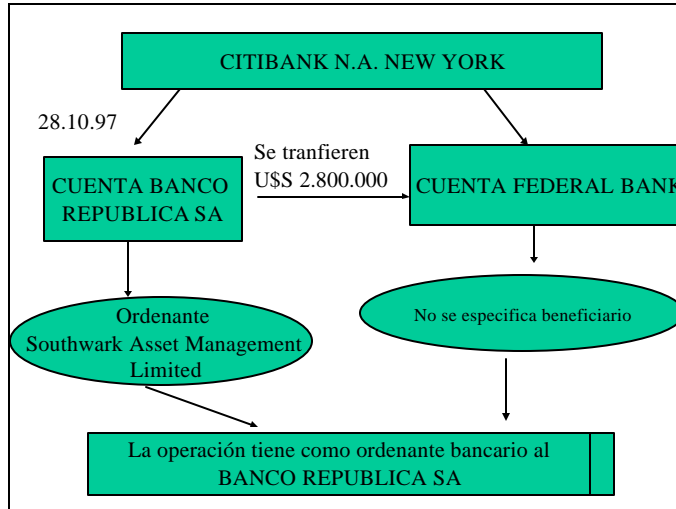 CITIBANK N.A. NEW YORK
28.10.97
Se tranfieren
U$S 2.800.000
CUENTA BANCO
REPUBLICA SA
CUENTA FEDERAL BANK
Ordenante
Southwark Asset Management
Limited
No se especifica beneficiario
La operación tiene como ordenante bancario al
BANCO REPUBLICA SA